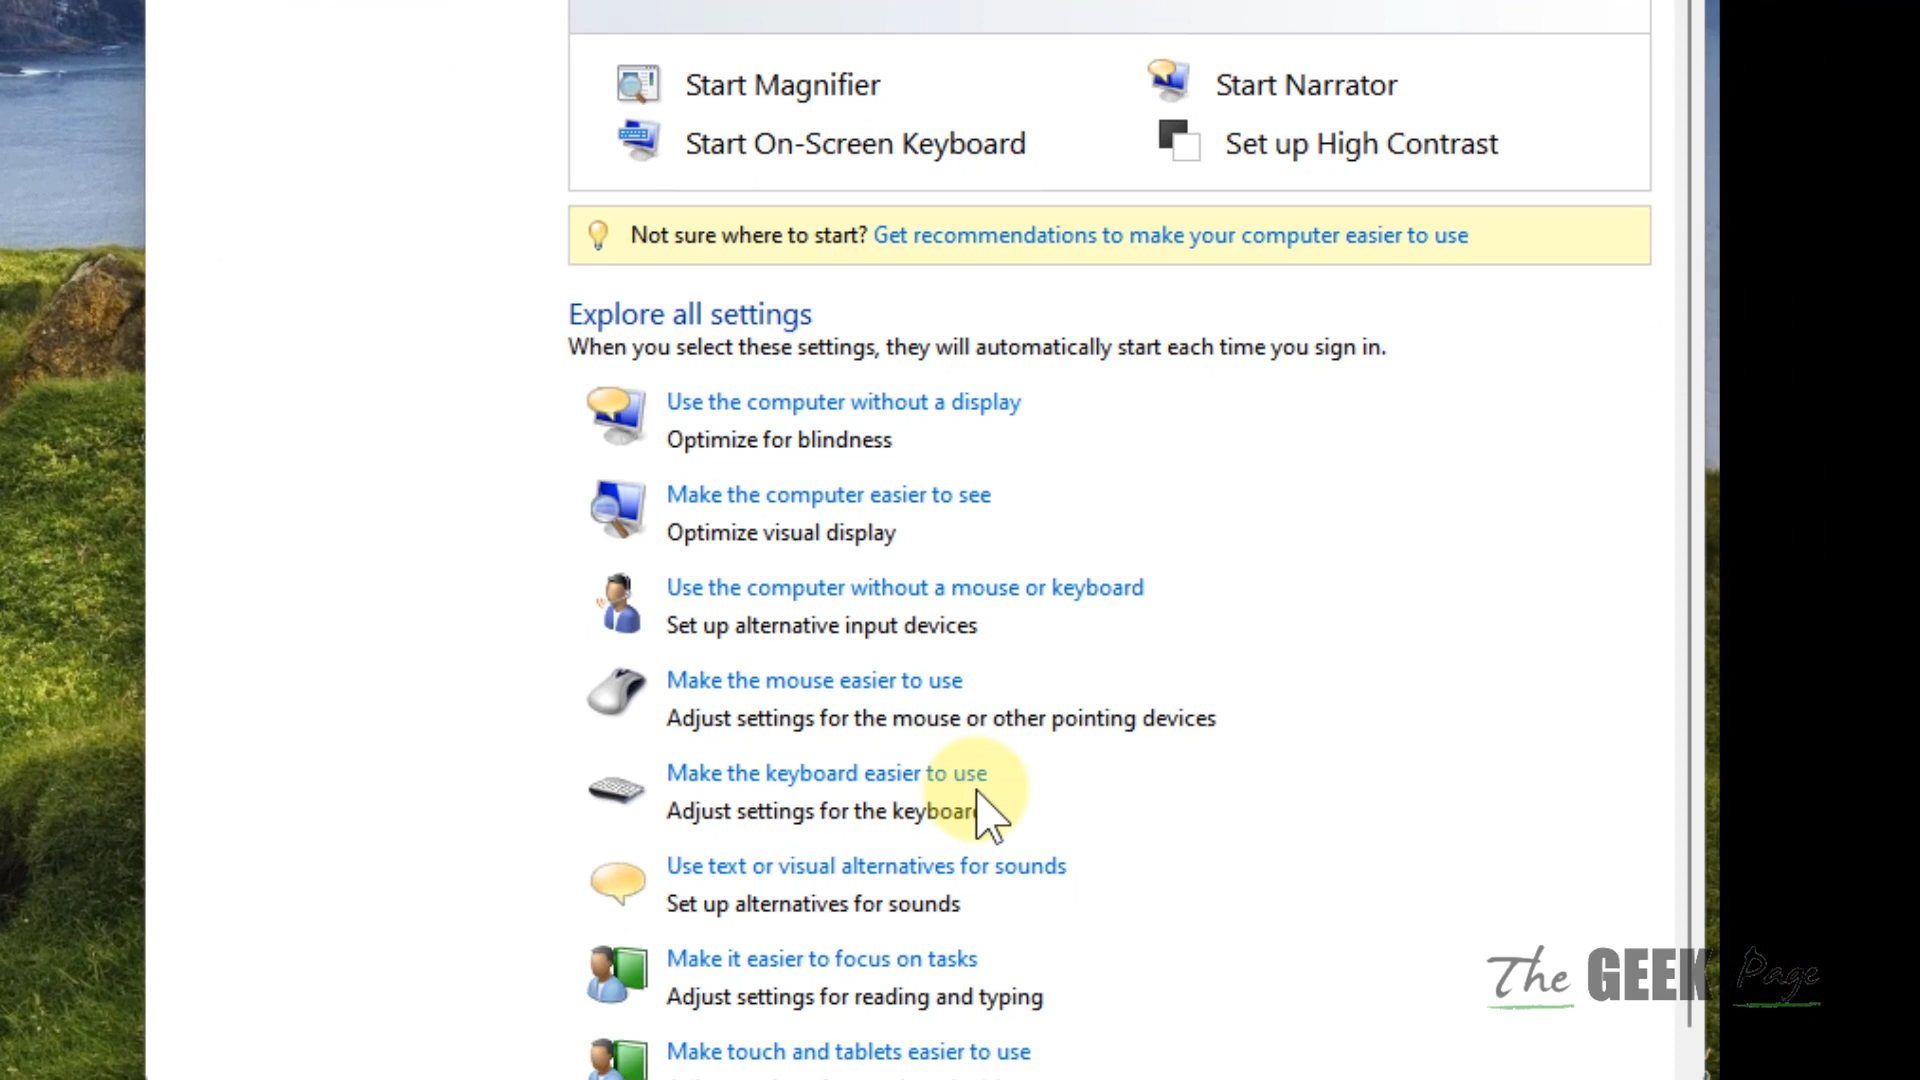 Start Magnifier
Start Narrator
Start On-Screen Keyboard
Set up High Contrast
Not sure where to start? Get recommendations to make your computer easier to use
Explore all settings
When you select these settings, they will automatically start each time you sign in.
Use the computer without a display
Optimize for blindness
Make the computer easier to see
Optimize visual display
Use the computer without a mouse or keyboard
Set up alternative input devices
Make the mouse easier to use
Adjust settings for the mouse or other pointing devices
Make the keyboard easier to use
Adjust settings for the keyboard
Use text or visual alternatives for sounds
Set up alternatives for sounds
Make it easier to focus on tasks
Adjust settings for reading and typing
Make touch and tablets easier to use
The GEEK Page